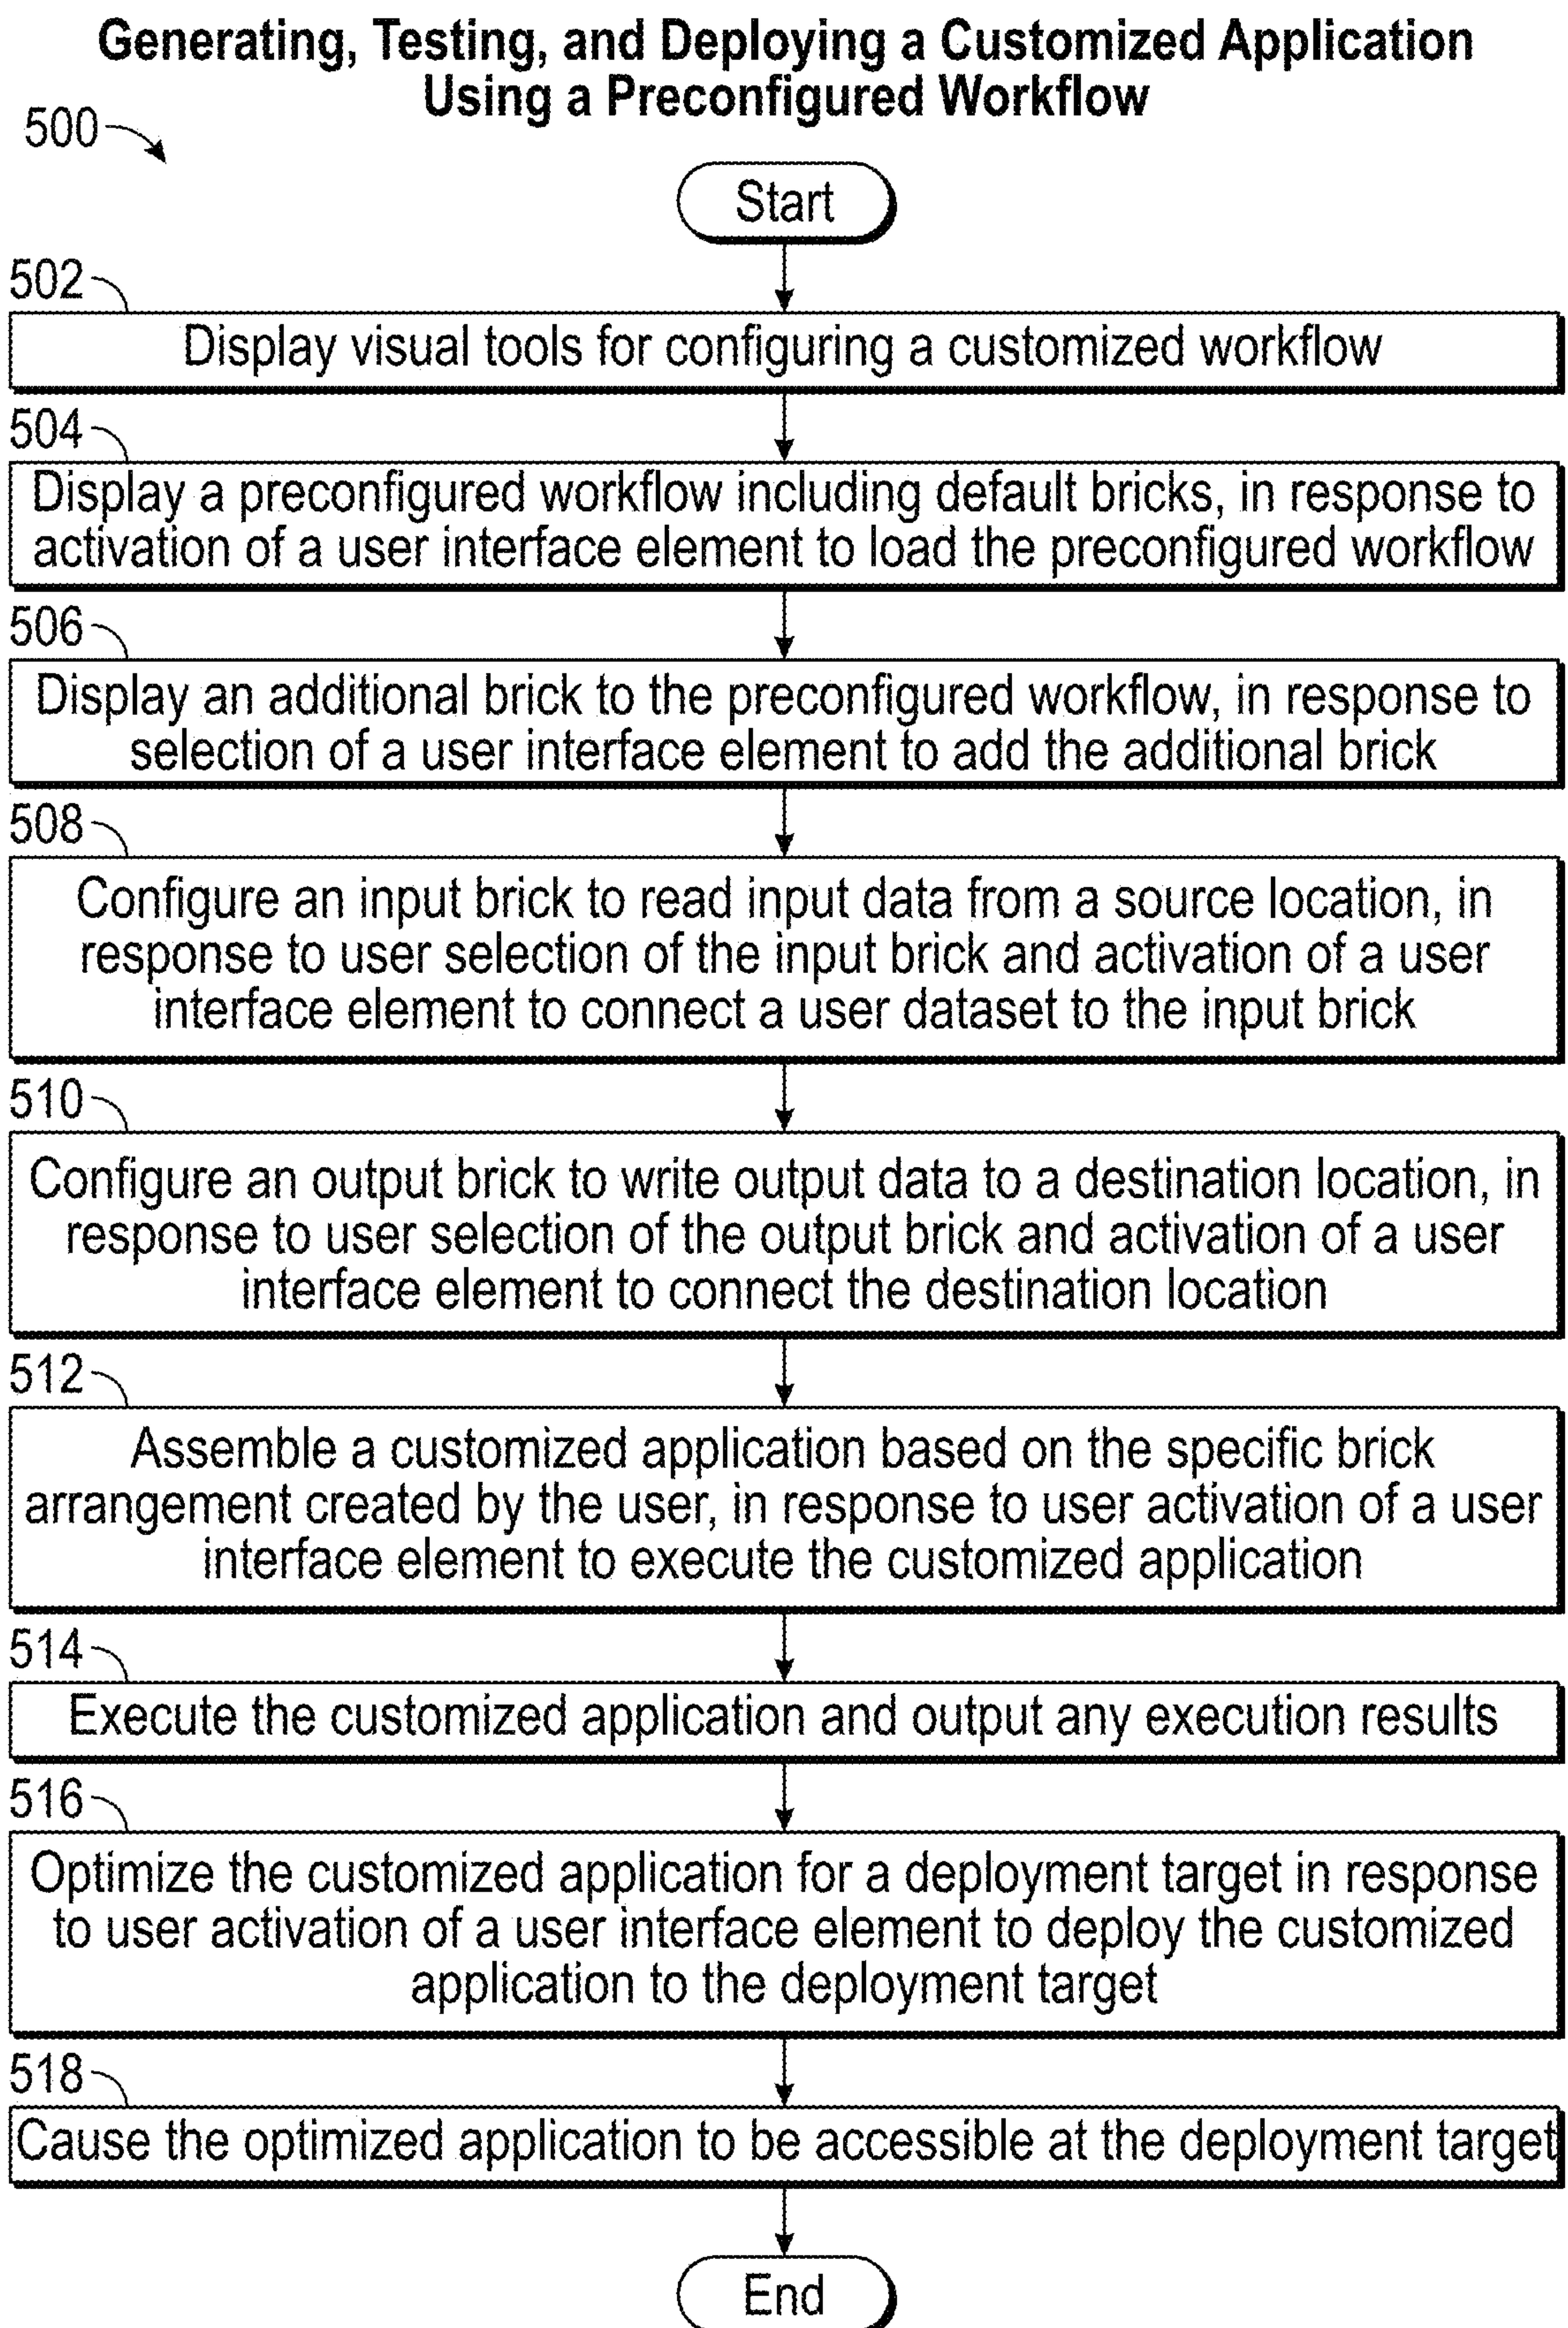 Generating, Testing, and Deploying a Customized Application
Using a Preconfigured Workflow
500
Start
502
Display visual tools for configuring a customized workflow
504
Display a preconfigured workflow including default bricks, in response to
activation of a user interface element to load the preconfigured workflow
506
Display an additional brick to the preconfigured workflow, in response to
selection of a user interface element to add the additional brick
508
Configure an input brick to read input data from a source location, in
response to user selection of the input brick and activation of a user
interface element to connect a user dataset to the input brick
510
Configure an output brick to write output data to a destination location, in
response to user selection of the output brick and activation of a user
interface element to connect the destination location
512
Assemble a customized application based on the specific brick
arrangement created by the user, in response to user activation of a user
interface element to execute the customized application
514
Execute the customized application and output any execution results
516
Optimize the customized application for a deployment target in response
to user activation of a user interface element to deploy the customized
application to the deployment target
518
Cause the optimized application to be accessible at the deployment target
End